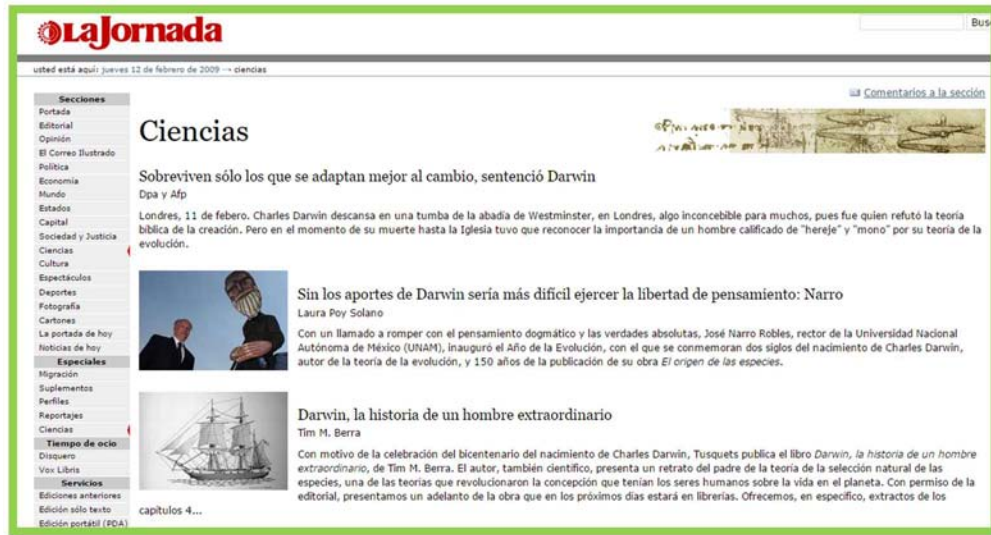 La Jornada
Bus
usted está aquí: jueves 12 de febrero de 2009 → ciencias
Comentarios a la sección
Secciones
Portada
Editorial
Opinión
El Correo Ilustrado
Política
Economía
Mundo
Estados
Capital
Sociedad y Justicia
Ciencias
Cultura
Espectáculos
Deportes
Fotografía
Cartones
La portada de hoy
Noticias de hoy
Especiales
Migración
Suplementos
Perfiles
Reportajes
Ciencias
Tiempo de ocio
Disquero
Vox Libris
Servicios
Ediciones anteriores
Edición sólo texto
Edición portátil (PDA)
Ciencias
Sobreviven sólo los que se adaptan mejor al cambio, sentenció Darwin
Dpa y Afp
Londres, 11 de febero. Charles Darwin descansa en una tumba de la abadía de Westminster, en Londres, algo inconcebible para muchos, pues fue quien refutó la teoría
bíblica de la creación. Pero en el momento de su muerte hasta la Iglesia tuvo que reconocer la importancia de un hombre calificado de "hereje" y "mono" por su teoría de la
evolución.
Sin los aportes de Darwin sería más difícil ejercer la libertad de pensamiento: Narro
Laura Poy Solano
Con un llamado a romper con el pensamiento dogmático y las verdades absolutas, José Narro Robles, rector de la Universidad Nacional
Autónoma de México (UNAM), inauguró el Año de la Evolución, con el que se conmemoran dos siglos del nacimiento de Charles Darwin,
autor de la teoría de la evolución, y 150 años de la publicación de su obra El origen de las especies.
Darwin, la historia de un hombre extraordinario
Tim M. Berra
Con motivo de la celebración del bicentenario del nacimiento de Charles Darwin, Tusquets publica el libro Darwin, la historia de un hombre
extraordinario, de Tim M. Berra. El autor, también científico, presenta un retrato del padre de la teoría de la selección natural de las
especies, una de las teorías que revolucionaron la concepción que tenían los seres humanos sobre la vida en el planeta. Con permiso de la
editorial, presentamos un adelanto de la obra que en los próximos días estará en librerías. Ofrecemos, en específico, extractos de los
capítulos 4...